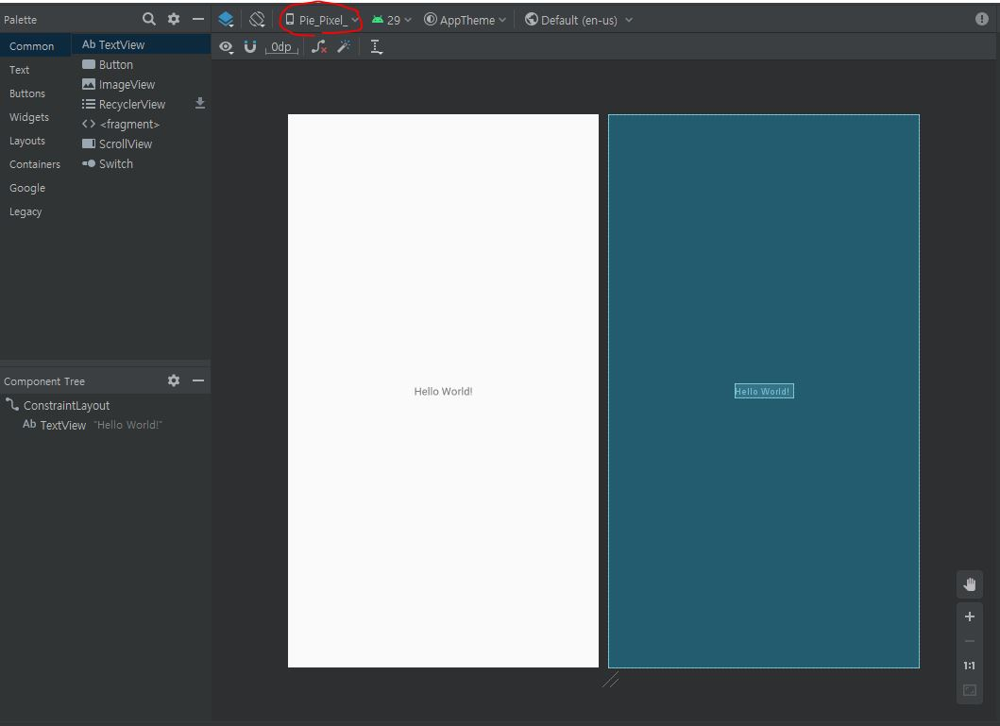 Palette
Pie_Pixel_ 29 AppTheme Default (en-us)
Common
Text
Buttons
Widgets
Layouts
Containers
Google
Legacy
Ab TextView
Button
ImageView
RecyclerView
<fragment>
ScrollView
Switch
0dp
Hello World!
Hello World!
Component Tree
ConstraintLayout
Ab TextView "Hello World!"
1:1